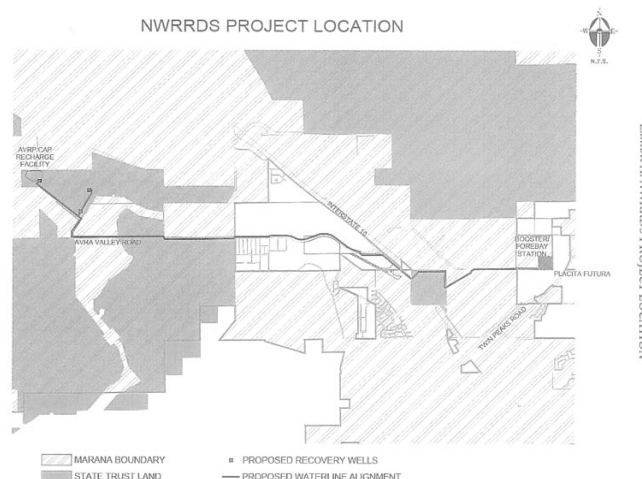 NWRRDS PROJECT LOCATION
N
W
E
S
N.T.S.
AVRP CAP
RECHARGE
FACILITY
INTERSTATE 10
AVRA VALLEY ROAD
BOOSTER/
FOREBAY
STATION
PLACITA FUTURA
TWIN PEAKS ROAD
MARANA BOUNDARY
PROPOSED RECOVERY WELLS
STATE TRUST LAND
PROPOSED WATERLINE ALIGNMENT